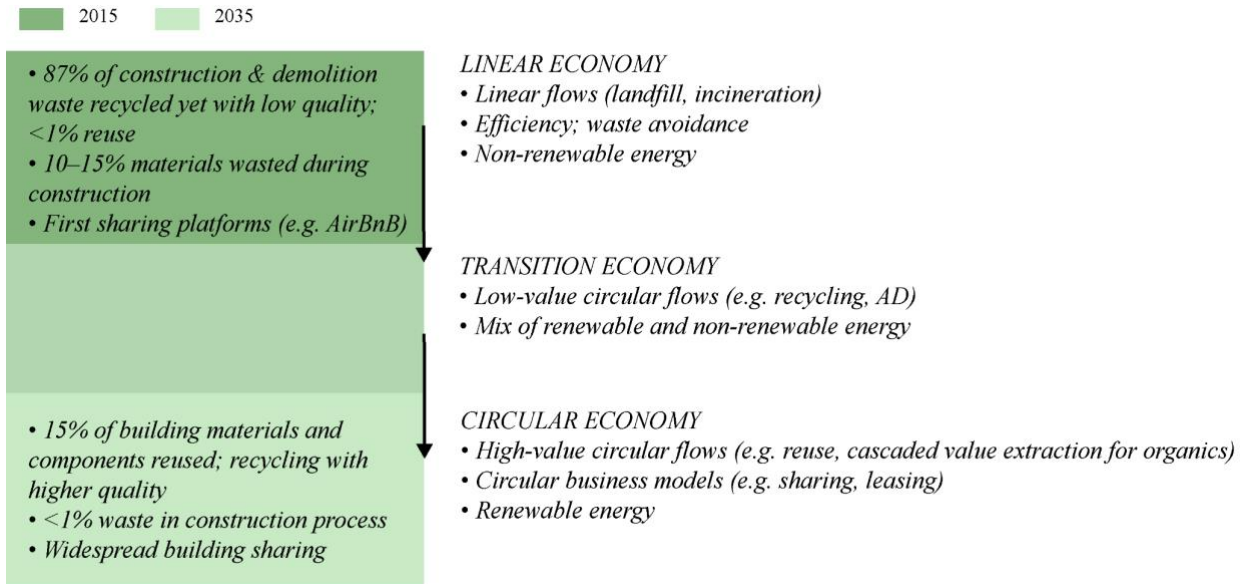 2015 2035
• 87% of construction & demolition
waste recycled yet with low quality;
<1% reuse
• 10–15% materials wasted during
construction
• First sharing platforms (e.g. AirBnB)
LINEAR ECONOMY
• Linear flows (landfill, incineration)
• Efficiency; waste avoidance
• Non-renewable energy
TRANSITION ECONOMY
• Low-value circular flows (e.g. recycling, AD)
• Mix of renewable and non-renewable energy
• 15% of building materials and
components reused; recycling with
higher quality
• <1% waste in construction process
• Widespread building sharing
CIRCULAR ECONOMY
• High-value circular flows (e.g. reuse, cascaded value extraction for organics)
• Circular business models (e.g. sharing, leasing)
• Renewable energy